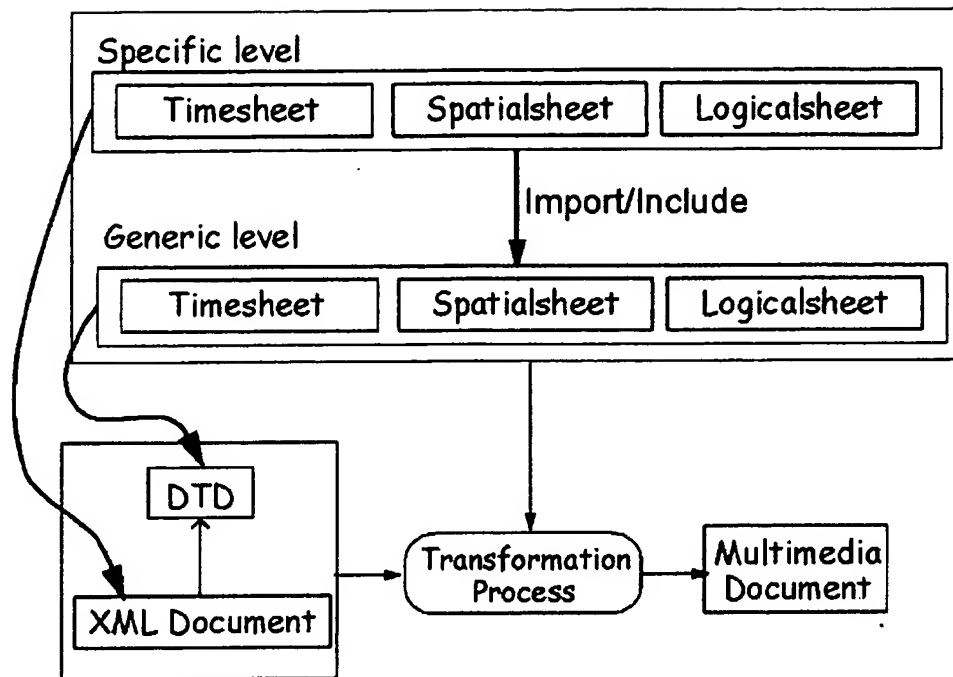 Specific level
Timesheet
Spatialsheet
Logicalsheet
Import/Include
Generic level
Timesheet
Spatialsheet
Logicalsheet
DTD
XML Document
Transformation
Process
Multimedia
Document